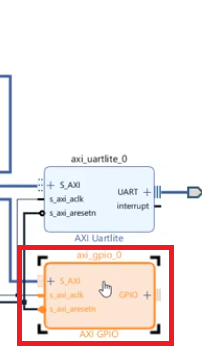 axi_uartlite_0
S_AXI
s_axi_aclk
s_axi_aresetn
UART
interrupt
AXI Uartlite
axi_gpio_0
S_AXI
s_axi_aclk
s_axi_aresetn
GPIO
AXI GPIO